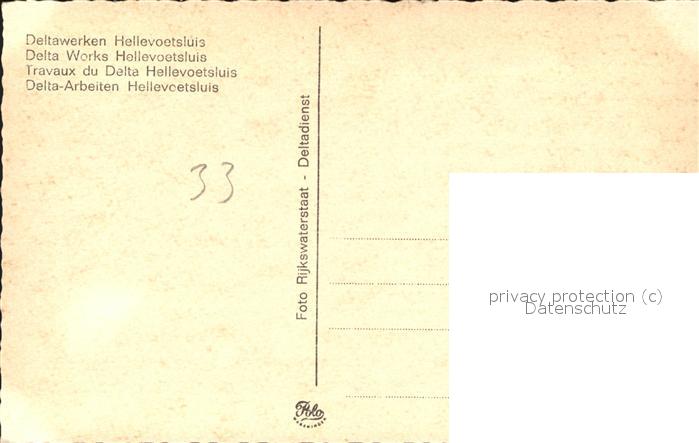 Deltawerken Hellevoetsluis
Delta Works Hellevoetsluis
Travaux du Delta Hellevoetsluis
Delta-Arbeiten Hellevoetsluis
33
Foto Rijkswaterstaat - Deltadienst
privacy protection (c)
Datenschutz